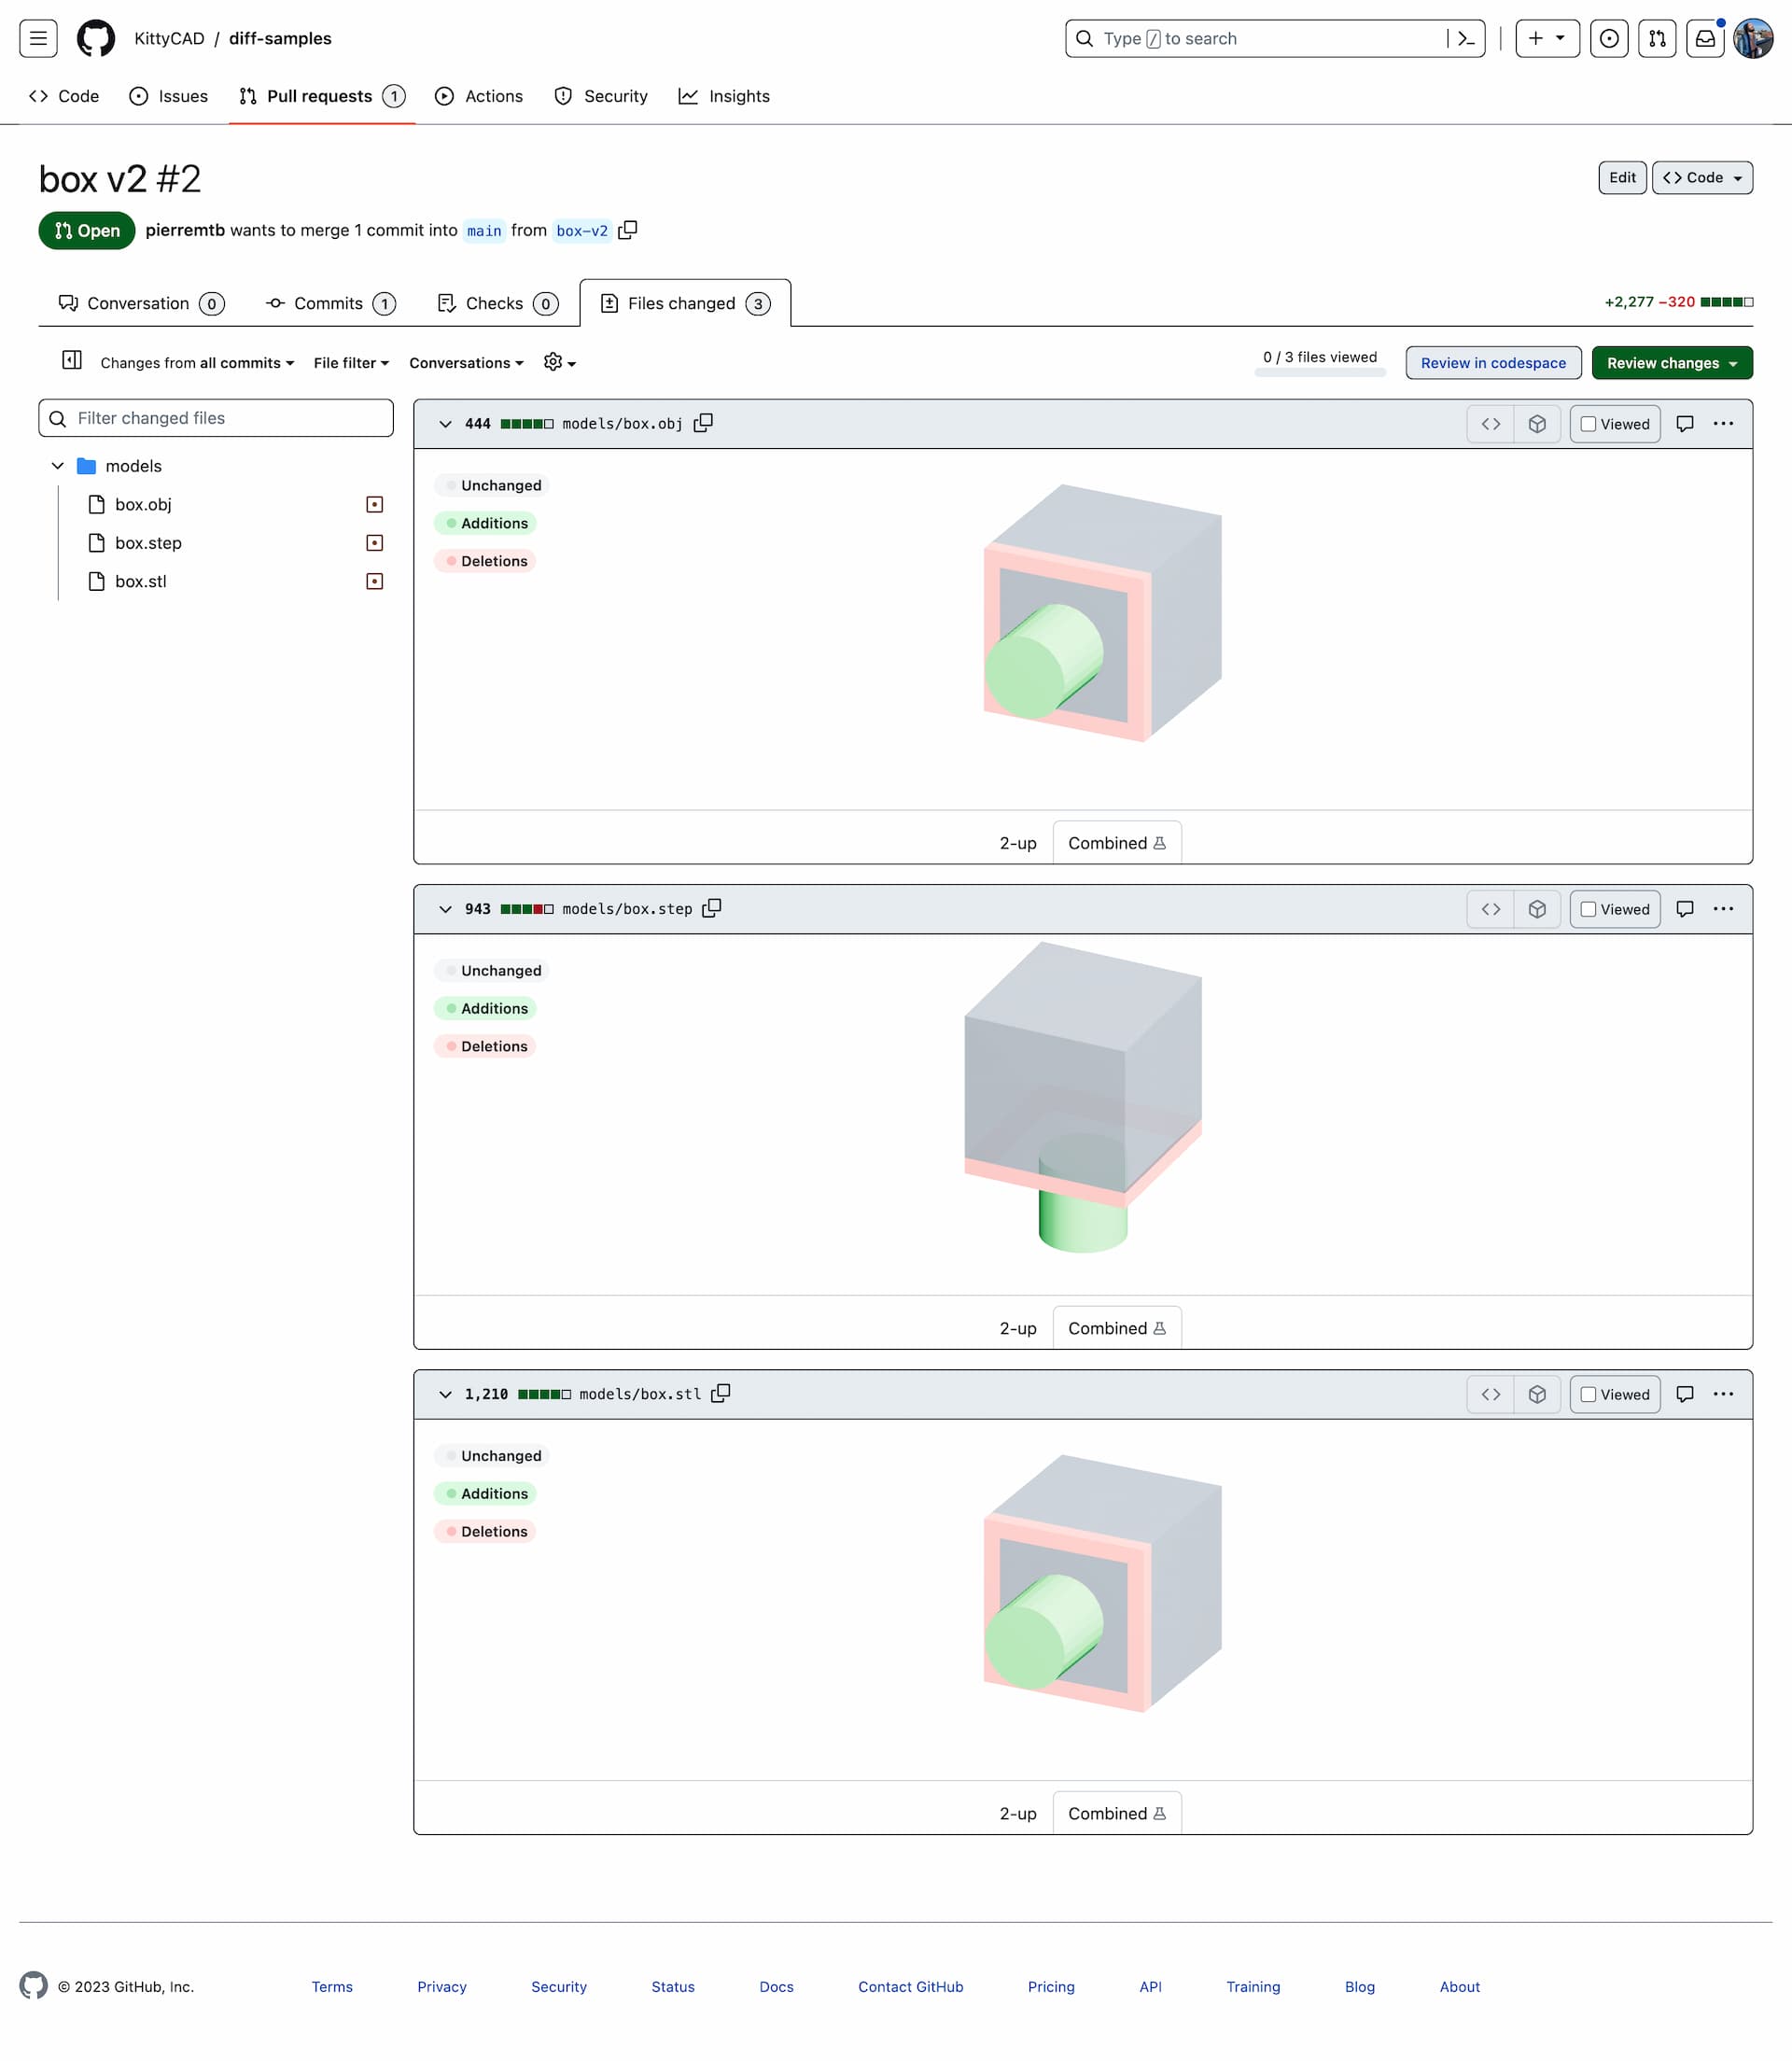 KittyCAD / diff-samples
Type / to search
Code Issues Pull requests 1 Actions Security Insights
box v2 #2
Edit Code
Open pierremtb wants to merge 1 commit into main from box-v2
Conversation 0 Commits 1 Checks 0 Files changed 3
+2,277 −320
Changes from all commits File filter Conversations
0 / 3 files viewed
Review in codespace Review changes
Filter changed files
models
box.obj
box.step
box.stl
444 models/box.obj Viewed
Unchanged
Additions
Deletions
2-up Combined
943 models/box.step Viewed
Unchanged
Additions
Deletions
2-up Combined
1,210 models/box.stl Viewed
Unchanged
Additions
Deletions
2-up Combined
© 2023 GitHub, Inc. Terms Privacy Security Status Docs Contact GitHub Pricing API Training Blog About